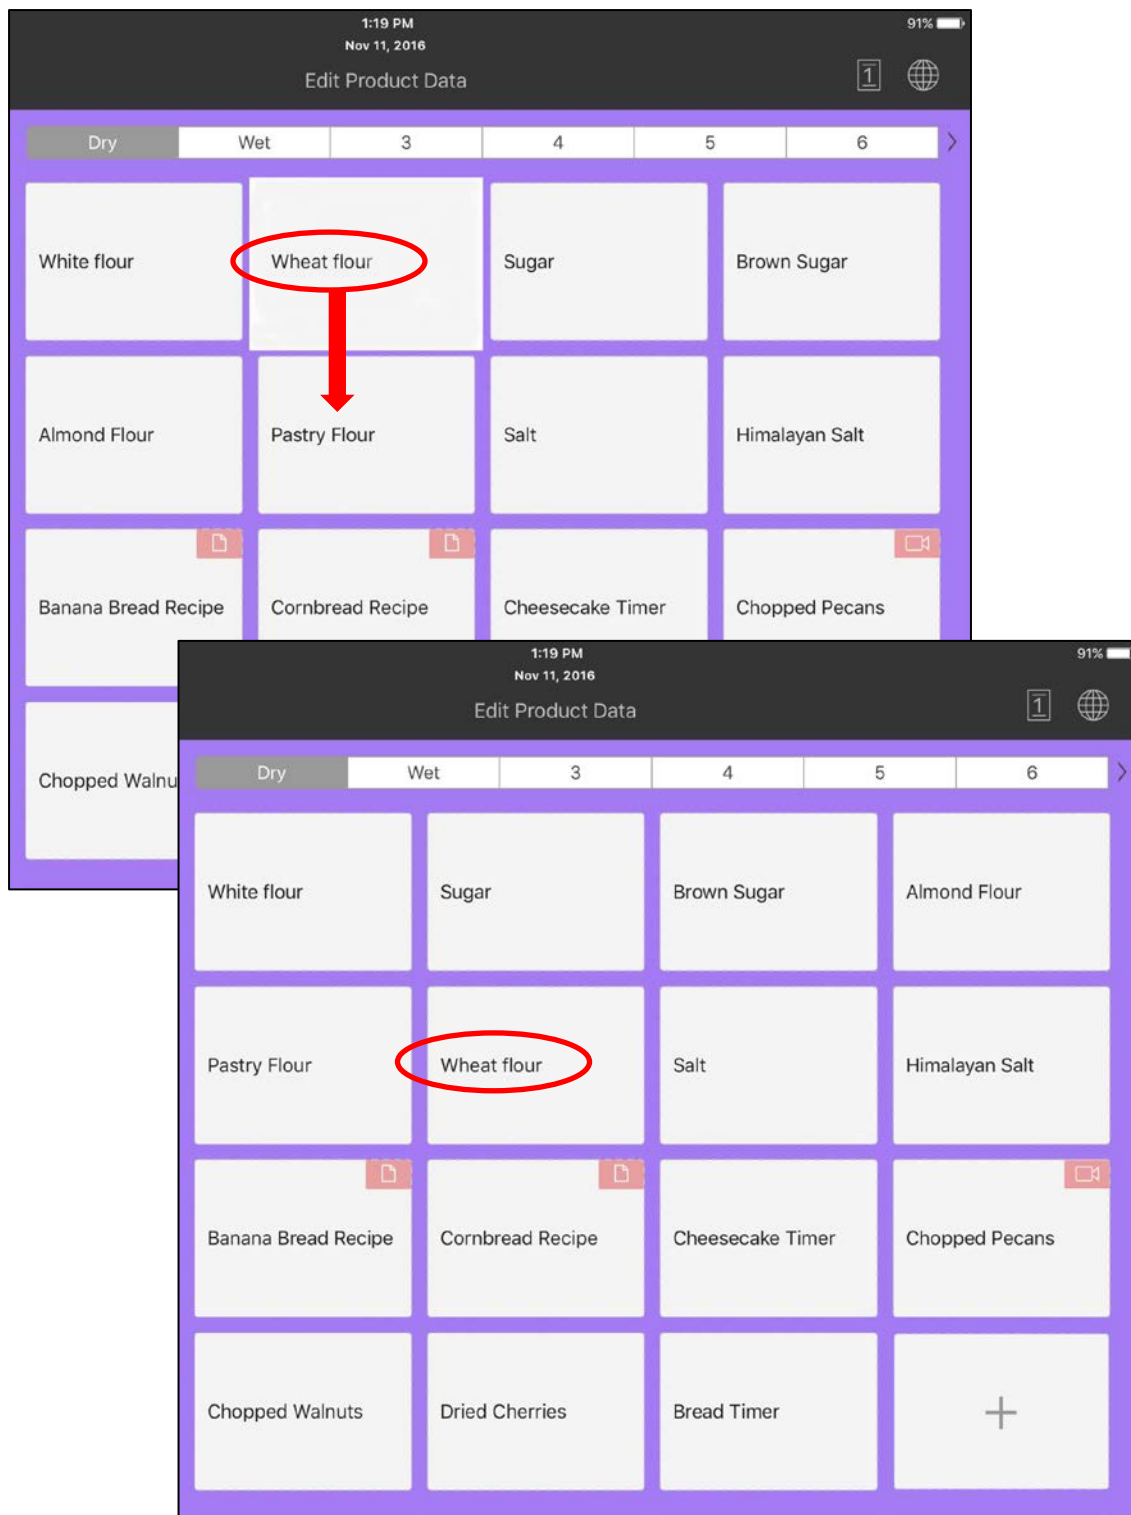 1:19 PM 91%
Nov 11, 2016
Edit Product Data 1
Dry Wet 3 4 5 6
White flour Wheat flour Sugar Brown Sugar
Almond Flour Pastry Flour Salt Himalayan Salt
Banana Bread Recipe Cornbread Recipe Cheesecake Timer Chopped Pecans
Chopped Walnu
1:19 PM 91%
Nov 11, 2016
Edit Product Data 1
Dry Wet 3 4 5 6
White flour Sugar Brown Sugar Almond Flour
Pastry Flour Wheat flour Salt Himalayan Salt
Banana Bread Recipe Cornbread Recipe Cheesecake Timer Chopped Pecans
Chopped Walnuts Dried Cherries Bread Timer